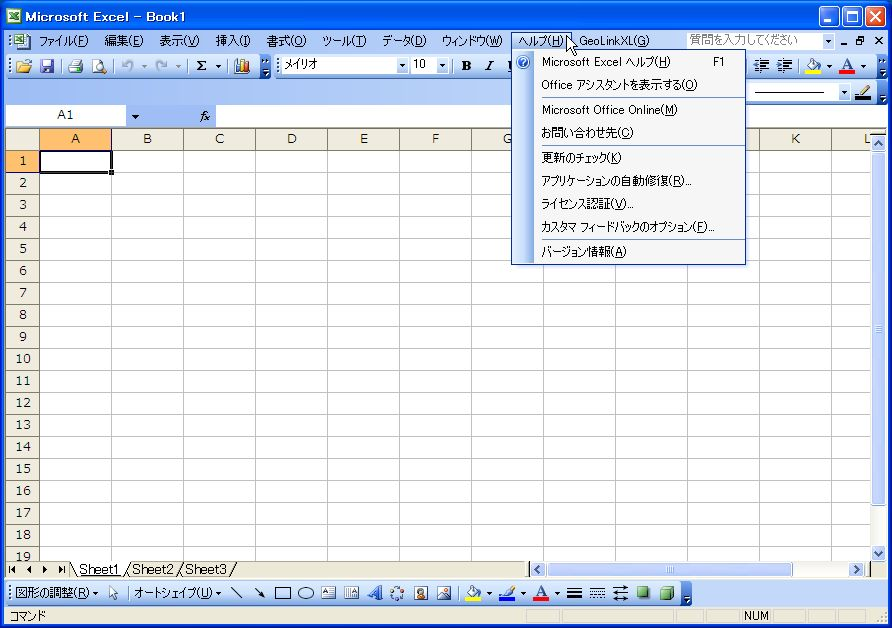 Microsoft Excel - Book1
ファイル(F) 編集(E) 表示(V) 挿入(I) 書式(O) ツール(T) データ(D) ウィンドウ(W) ヘルプ(H) GeoLinkXL(G) 質問を入力してください
Σ メイリオ 10 B I A
A1 fx
Microsoft Excel ヘルプ(H) F1
Office アシスタントを表示する(O)
Microsoft Office Online(M)
お問い合わせ先(C)
更新のチェック(K)
アプリケーションの自動修復(R)...
ライセンス認証(V)...
カスタマ フィードバックのオプション(F)...
バージョン情報(A)
A B C D E F G K L
1
2
3
4
5
6
7
8
9
10
11
12
13
14
15
16
17
18
19
Sheet1 Sheet2 Sheet3
図形の調整(R) オートシェイプ(U) A
コマンド NUM